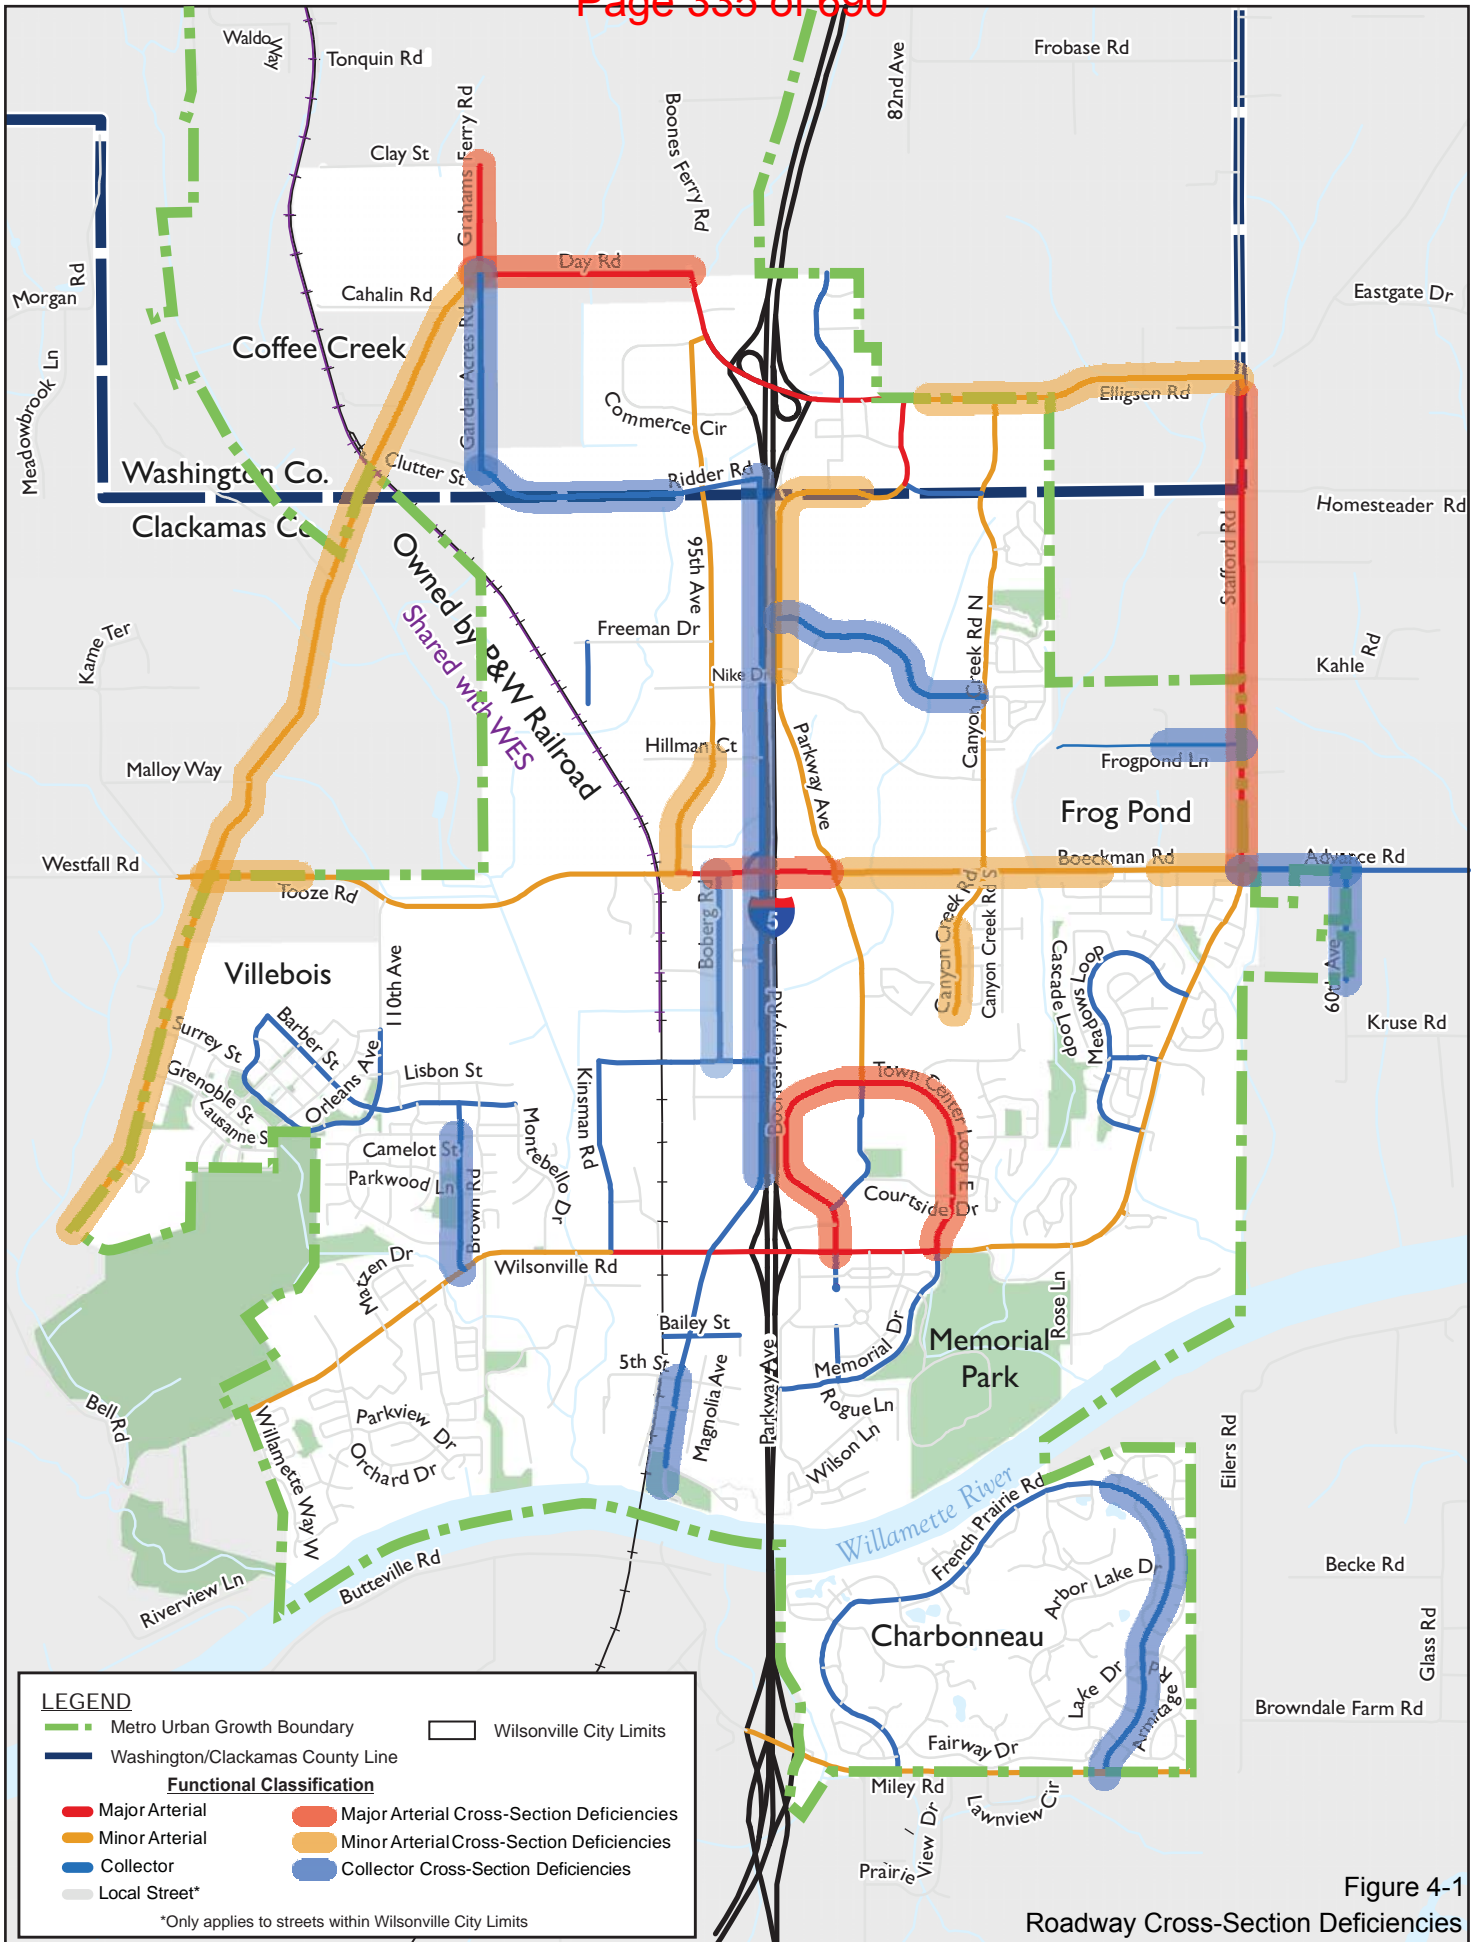 Page 335 of 690
Waldo Way
Tonquin Rd
Grahams Ferry Rd
Boones Ferry Rd
82nd Ave
Frobase Rd
Clay St
Day Rd
Morgan Rd
Cahalin Rd
Eastgate Dr
Coffee Creek
Meadowbrook Ln
Garden Acres Rd
Commerce Cir
Elligsen Rd
Washington Co.
Clutter St
Ridder Rd
Clackamas Co
Homesteader Rd
Stafford Rd
Owned by P&W Railroad
Shared with WES
95th Ave
Freeman Dr
Kame Ter
Nike Dr
Canyon Creek Rd N
Kahle Rd
Hillman Ct
Parkway Ave
Malloy Way
Frogpond Ln
Frog Pond
Westfall Rd
Tooze Rd
Boeckman Rd
Advance Rd
Boberg Rd
5
Canyon Creek Rd
Canyon Creek Rd S
Cascade Loop
Meadows Loop
60th Ave
Kruse Rd
Villebois
110th Ave
Boones Ferry Rd
Surrey St
Barber St
Grenoble St
Lausanne S
Orleans Ave
Lisbon St
Kinsman Rd
Town Center Loop E
Camelot St
Parkwood Ln
Brown Rd
Montebello Dr
Courtside Dr
Matzen Dr
Wilsonville Rd
Rose Ln
Bailey St
5th St
Magnolia Ave
Parkway Ave
Memorial Dr
Memorial
Park
Rogue Ln
Wilson Ln
Bell Rd
Willamette Way W
Parkview Dr
Orchard Dr
Eilers Rd
Willamette River
French Prairie Rd
Butteville Rd
Riverview Ln
Arbor Lake Dr
Becke Rd
Charbonneau
Glass Rd
Lake Dr
Armitage Rd
Browndale Farm Rd
Fairway Dr
Miley Rd
Lawnview Cir
Prairie View Dr
LEGEND
Metro Urban Growth Boundary
Wilsonville City Limits
Washington/Clackamas County Line
Functional Classification
Major Arterial
Major Arterial Cross-Section Deficiencies
Minor Arterial
Minor Arterial Cross-Section Deficiencies
Collector
Collector Cross-Section Deficiencies
Local Street*
*Only applies to streets within Wilsonville City Limits
Figure 4-1
Roadway Cross-Section Deficiencies